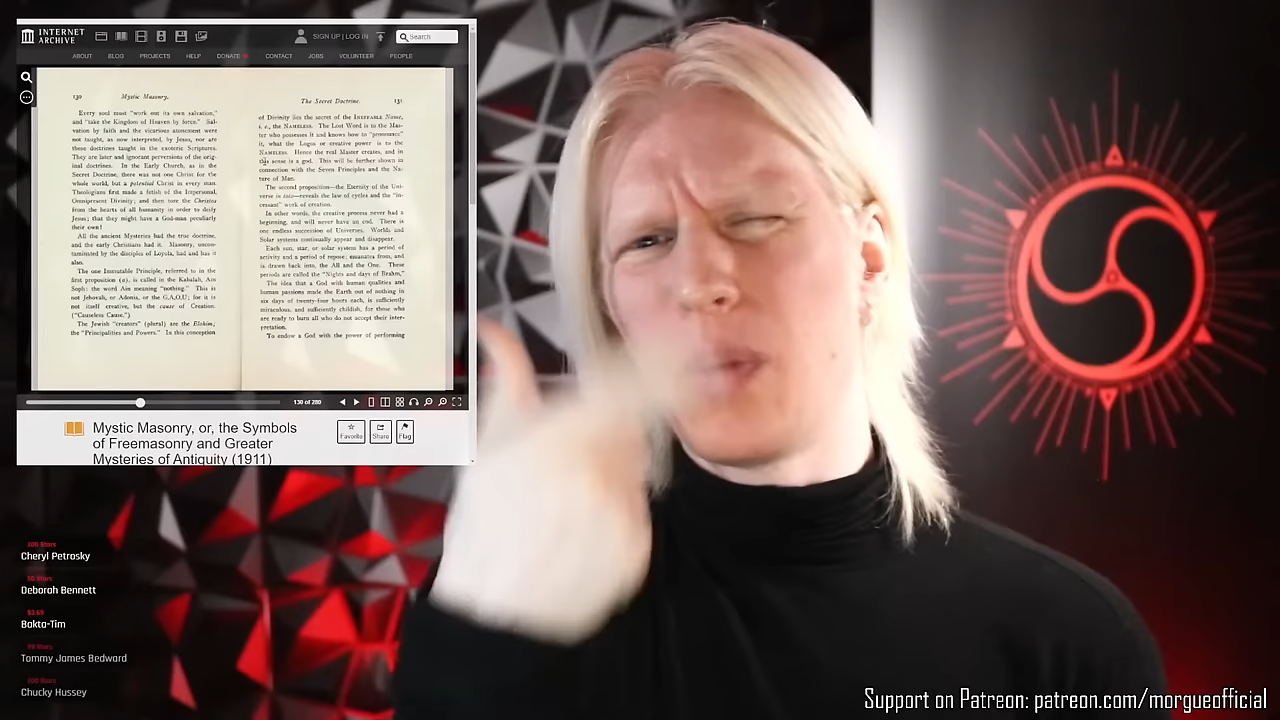 INTERNET
ARCHIVE
SIGN UP | LOG IN
Search
ABOUT BLOG PROJECTS HELP DONATE CONTACT JOBS VOLUNTEER PEOPLE
130 Mystic Masonry.
Every soul must "work out its own salvation,"
and "take the Kingdom of Heaven by force." Sal-
vation by faith and the vicarious atonement were
not taught, as now interpreted, by Jesus, nor are
these doctrines taught in the exoteric Scriptures.
They are later and ignorant perversions of the orig-
inal doctrines. In the Early Church, as in the
Secret Doctrine, there was not one Christ for the
whole world, but a potential Christ in every man.
Theologians first made a fetish of the Impersonal,
Omnipresent Divinity; and then tore the Christos
from the hearts of all humanity in order to deify
Jesus; that they might have a God-man peculiarly
their own!
All the ancient Mysteries had the true doctrine,
and the early Christians had it. Masonry, uncon-
taminated by the disciples of Loyola, had and has it
also.
The one Immutable Principle, referred to in the
first proposition (a), is called in the Kabalah, Ain
Soph; the word Ain meaning "nothing." This is
not Jehovah, or Adonia, or the G.A.O.U; for it is
not itself creative, but the cause of Creation.
("Causeless Cause.")
The Jewish "creators" (plural) are the Elohim,
the "Principalities and Powers." In this conception
The Secret Doctrine. 131
of Divinity lies the secret of the INEFFABLE Name,
i. e., the NAMELESS. The Lost Word is to the Mas-
ter who possesses it and knows how to "pronounce"
it, what the Logos or creative power is to the
NAMELESS. Hence the real Master creates, and in
this sense is a god. This will be further shown in
connection with the Seven Principles and the Na-
ture of Man.
The second proposition—the Eternity of the Uni-
verse in toto—reveals the law of cycles and the "in-
cessant" work of creation.
In other words, the creative process never had a
beginning, and will never have an end. There is
one endless succession of Universes. Worlds and
Solar systems continually appear and disappear.
Each sun, star, or solar system has a period of
activity and a period of repose; emanates from, and
is drawn back into, the All and the One. These
periods are called the "Nights and days of Brahm."
The idea that a God with human qualities and
human passions made the Earth out of nothing in
six days of twenty-four hours each, is sufficiently
miraculous, and sufficiently childish, for those who
are ready to burn all who do not accept their inter-
pretation.
To endow a God with the power of performing
130 of 280
Mystic Masonry, or, the Symbols
of Freemasonry and Greater
Mysteries of Antiquity (1911)
Favorite Share Flag
300 Stars
Cheryl Petrosky
50 Stars
Deborah Bennett
$3.69
Bakta-Tim
Stars
Tommy James Bedward
300 Stars
Chucky Hussey
Support on Patreon: patreon.com/morgueofficial